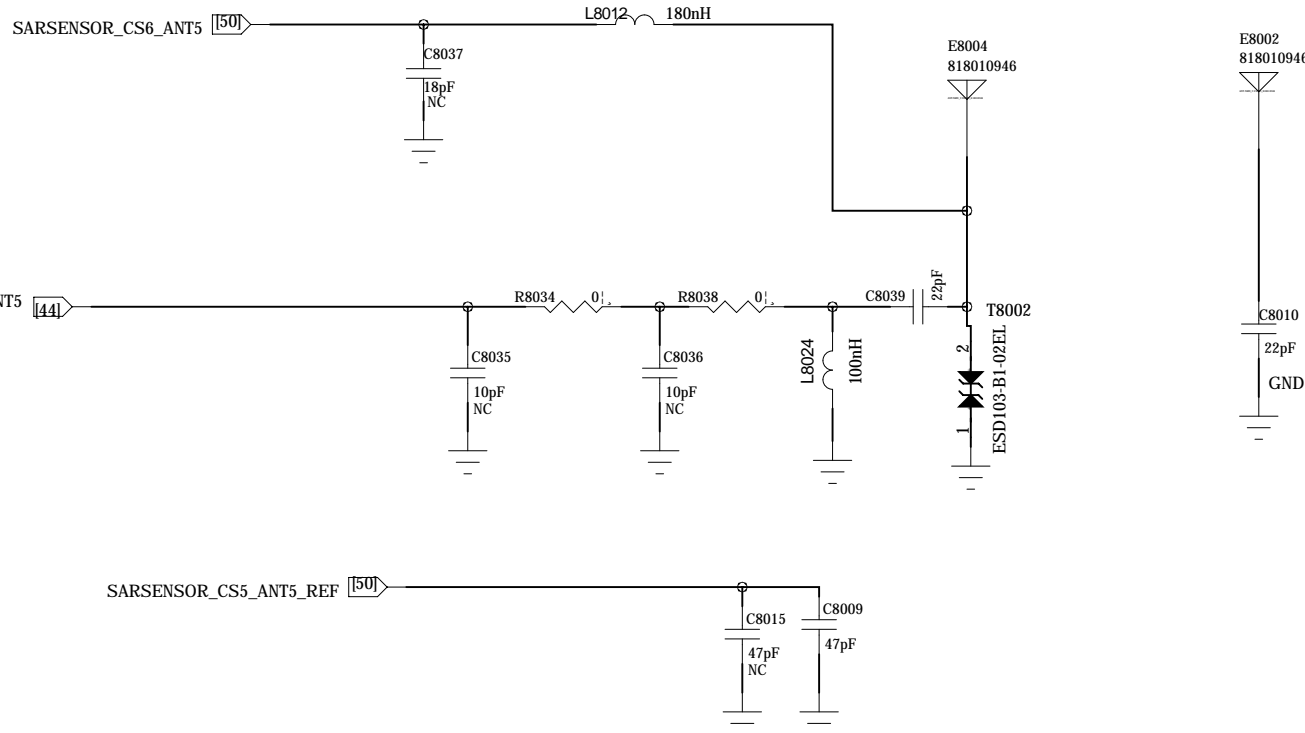 SARSENSOR_CS6_ANT5 [50]
L8012 180nH
C8037
18pF
NC
E8004
818010946
E8002
818010946
NT5 [44]
R8034 0
R8038 0
C8039
22pF
T8002
C8035
10pF
NC
C8036
10pF
NC
L8024
100nH
2
1
ESD103-B1-02EL
C8010
22pF
GND
SARSENSOR_CS5_ANT5_REF [50]
C8015
47pF
NC
C8009
47pF